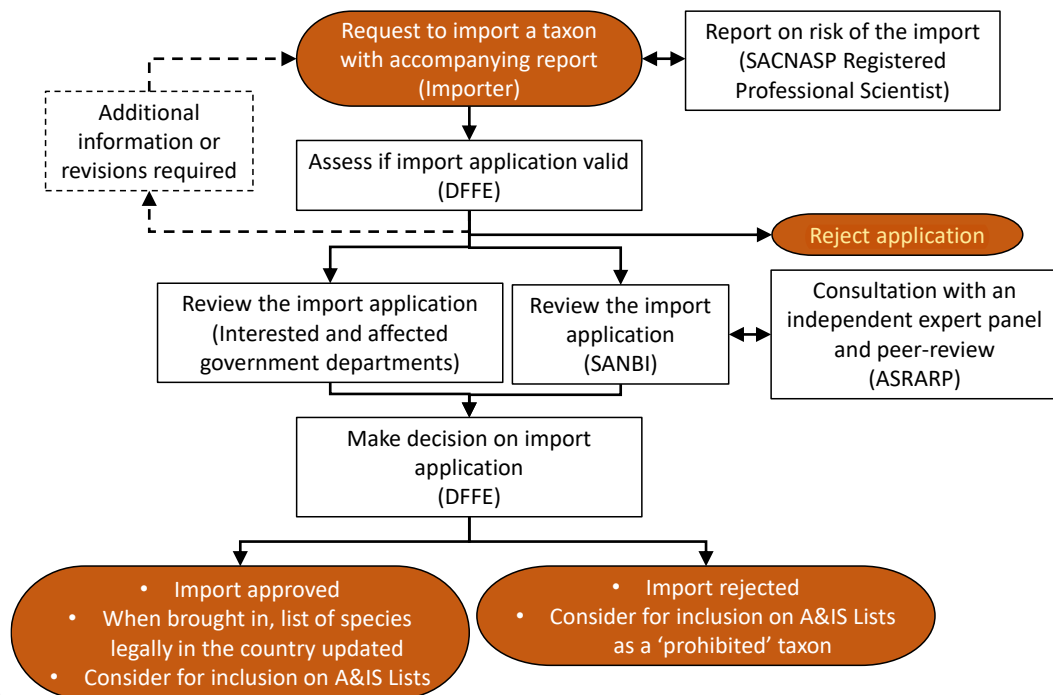 Request to import a taxon
with accompanying report
(Importer)
Report on risk of the import
(SACNASP Registered
Professional Scientist)
Additional
information or
revisions required
Assess if import application valid
(DFFE)
Reject application
Review the import application
(Interested and affected
government departments)
Review the import
application
(SANBI)
Consultation with an
independent expert panel
and peer-review
(ASRARP)
Make decision on import
application
(DFFE)
• Import approved
• When brought in, list of species
legally in the country updated
• Consider for inclusion on A&IS Lists
• Import rejected
• Consider for inclusion on A&IS Lists
as a ‘prohibited’ taxon